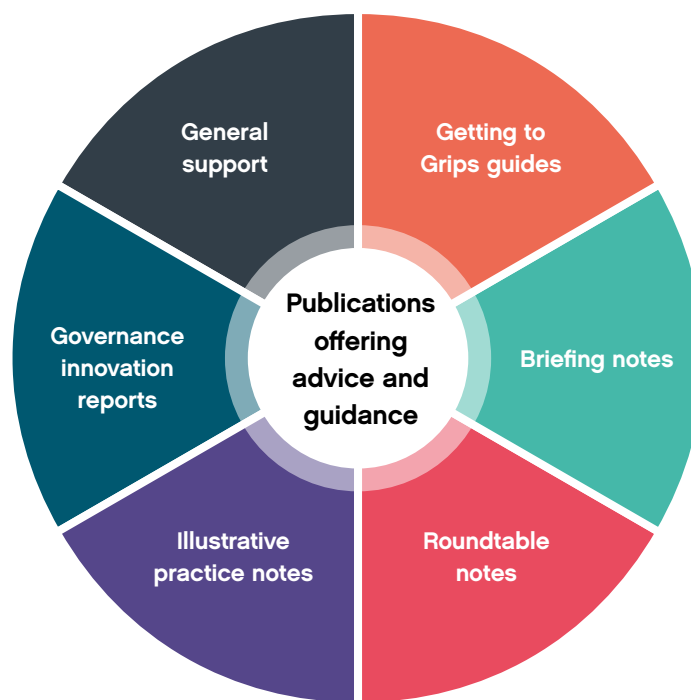 General
support
Getting to
Grips guides
Publications
offering
advice and
guidance
Governance
innovation
reports
Briefing notes
Illustrative
practice notes
Roundtable
notes